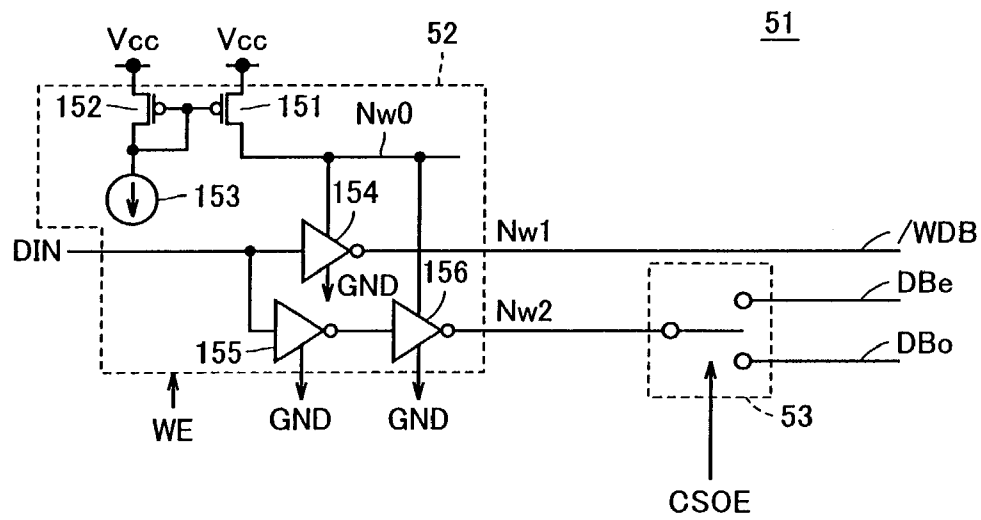 51
52
Vcc
Vcc
152
151
Nw0
153
154
DIN
Nw1
/WDB
GND
156
DBe
Nw2
155
DBo
WE
GND
GND
53
CSOE